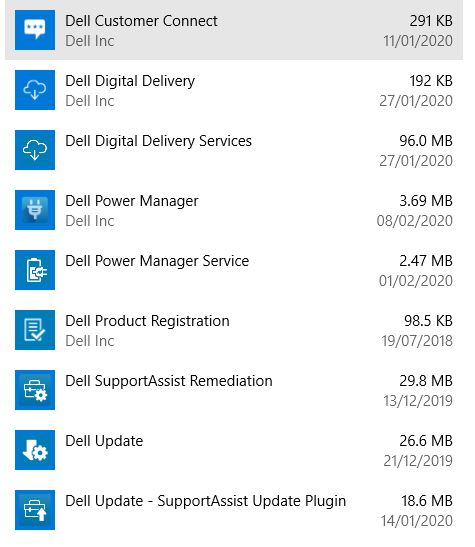 Dell Customer Connect 291 KB
Dell Inc 11/01/2020
Dell Digital Delivery 192 KB
Dell Inc 27/01/2020
Dell Digital Delivery Services 96.0 MB
27/01/2020
Dell Power Manager 3.69 MB
Dell Inc 08/02/2020
Dell Power Manager Service 2.47 MB
01/02/2020
Dell Product Registration 98.5 KB
Dell Inc 19/07/2018
Dell SupportAssist Remediation 29.8 MB
13/12/2019
Dell Update 26.6 MB
21/12/2019
Dell Update - SupportAssist Update Plugin 18.6 MB
14/01/2020